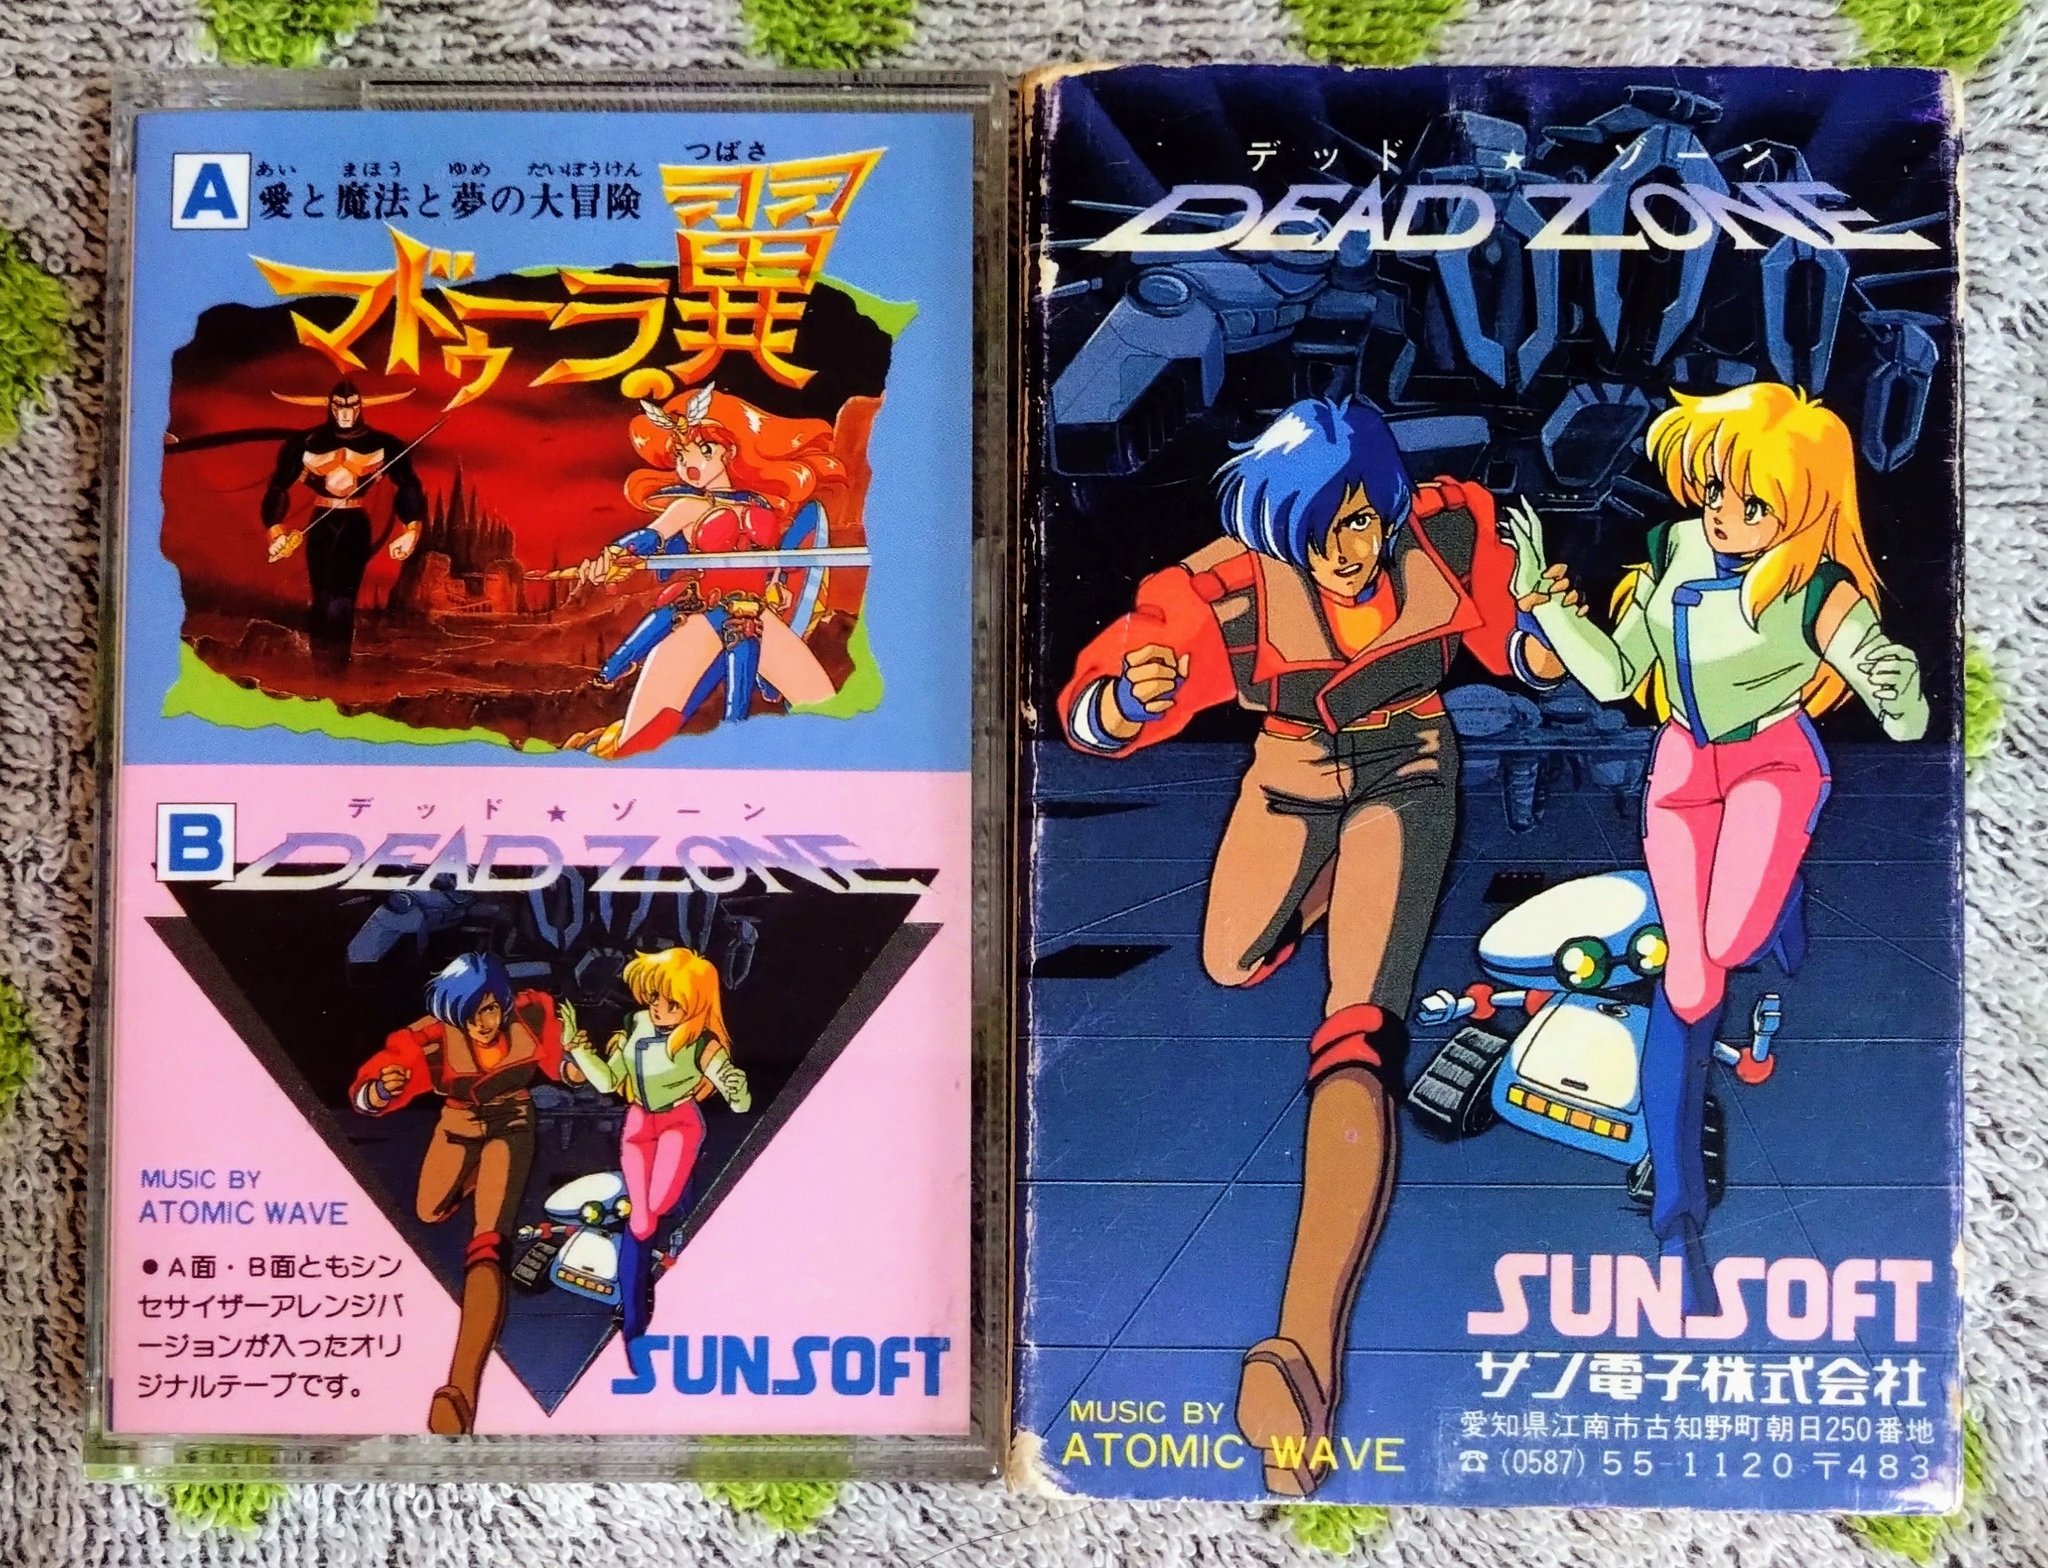 A
あい まほう ゆめ だいぼうけん
愛と魔法と夢の大冒険
つばさ
マドゥーラの翼
B
デッド★ゾーン
DEAD ZONE
MUSIC BY
ATOMIC WAVE
●A面・B面ともシン
セサイザーアレンジバ
ージョンが入ったオリ
ジナルテープです。
SUNSOFT
デッド★ゾーン
DEAD ZONE
SUNSOFT
サン電子株式会社
愛知県江南市古知野町朝日250番地
☎(0587)55-1120〒483
MUSIC BY
ATOMIC WAVE